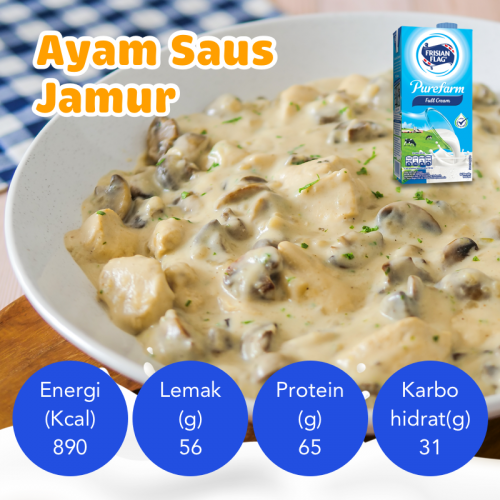 Ayam Saus
Jamur
FRISIAN
FLAG
Purefarm
Full Cream
Energi
(Kcal)
890
Lemak
(g)
56
Protein
(g)
65
Karbo
hidrat(g)
31